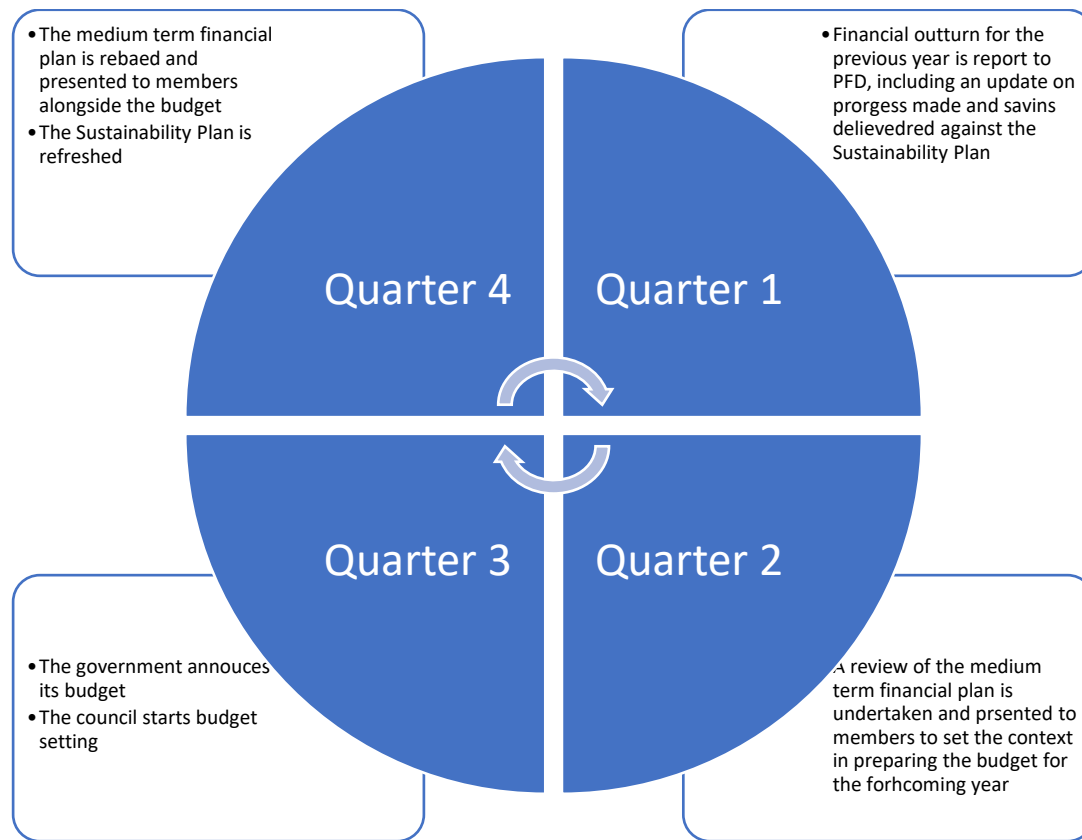 •The medium term financial
plan is rebaed and
presented to members
alongside the budget
•The Sustainability Plan is
refreshed
•Financial outturn for the
previous year is report to
PFD, including an update on
prorgess made and savins
delievedred against the
Sustainability Plan
Quarter 4
Quarter 1
Quarter 3
Quarter 2
•The government annouces
its budget
•The council starts budget
setting
A review of the medium
term financial plan is
undertaken and prsented to
members to set the context
in preparing the budget for
the forhcoming year